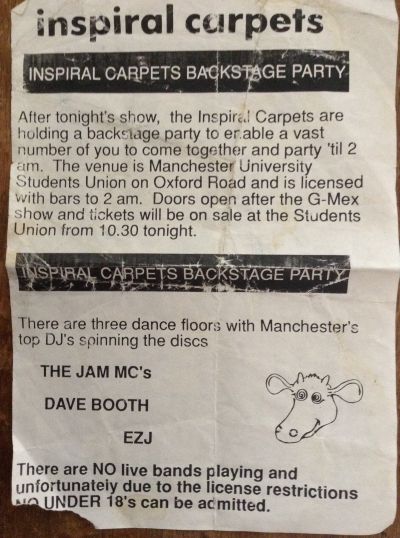 inspiral carpets
INSPIRAL CARPETS BACKSTAGE PARTY
After tonight's show, the Inspiral Carpets are
holding a backstage party to enable a vast
number of you to come together and party 'til 2
am. The venue is Manchester University
Students Union on Oxford Road and is licensed
with bars to 2 am. Doors open after the G-Mex
show and tickets will be on sale at the Students
Union from 10.30 tonight.
INSPIRAL CARPETS BACKSTAGE PARTY
There are three dance floors with Manchester's
top DJ's spinning the discs
THE JAM MC's
DAVE BOOTH
EZJ
There are NO live bands playing and
unfortunately due to the license restrictions
NO UNDER 18's can be admitted.